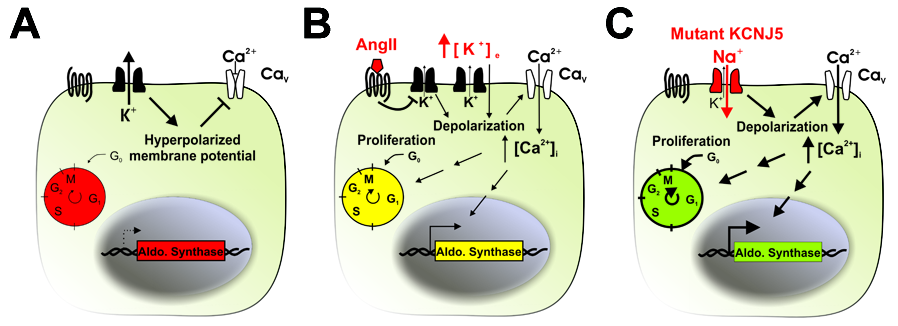 A
Ca2+
Cav
K+
Hyperpolarized
membrane potential
G0
M
G2
G1
S
Aldo. Synthase
B
AngII
[K+]e
Ca2+
Cav
K+
K+
Depolarization
Proliferation
[Ca2+]i
G0
M
G2
G1
S
Aldo. Synthase
C
Mutant KCNJ5
Na+
Ca2+
Cav
K+
Depolarization
Proliferation
[Ca2+]i
G0
M
G2
G1
S
Aldo. Synthase